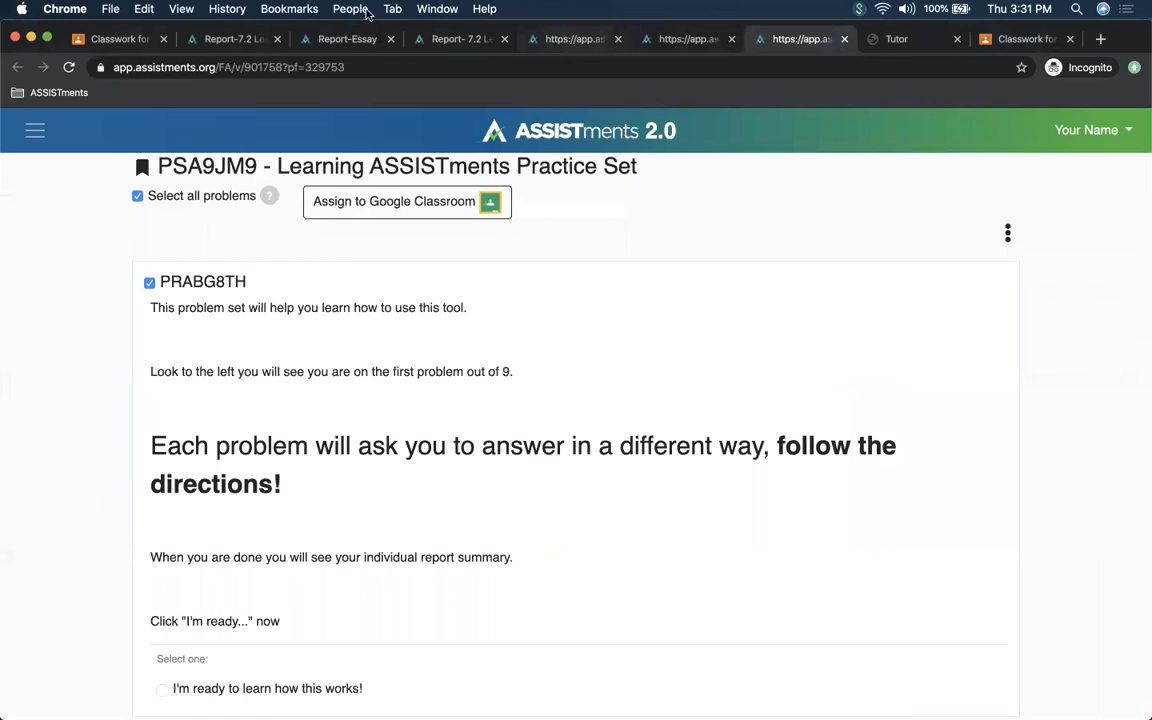 Chrome File Edit View History Bookmarks People Tab Window Help 100% Thu 3:31 PM
Classwork for Report-7.2 Le Report-Essay Report- 7.2 Le https://app.as https://app.as https://app.as Tutor Classwork for
app.assistments.org/FA/v/901758?pf=329753 Incognito
ASSISTments
ASSISTments 2.0 Your Name
PSA9JM9 - Learning ASSISTments Practice Set
Select all problems ? Assign to Google Classroom
PRABG8TH
This problem set will help you learn how to use this tool.
Look to the left you will see you are on the first problem out of 9.
Each problem will ask you to answer in a different way, follow the
directions!
When you are done you will see your individual report summary.
Click "I'm ready..." now
Select one:
I'm ready to learn how this works!